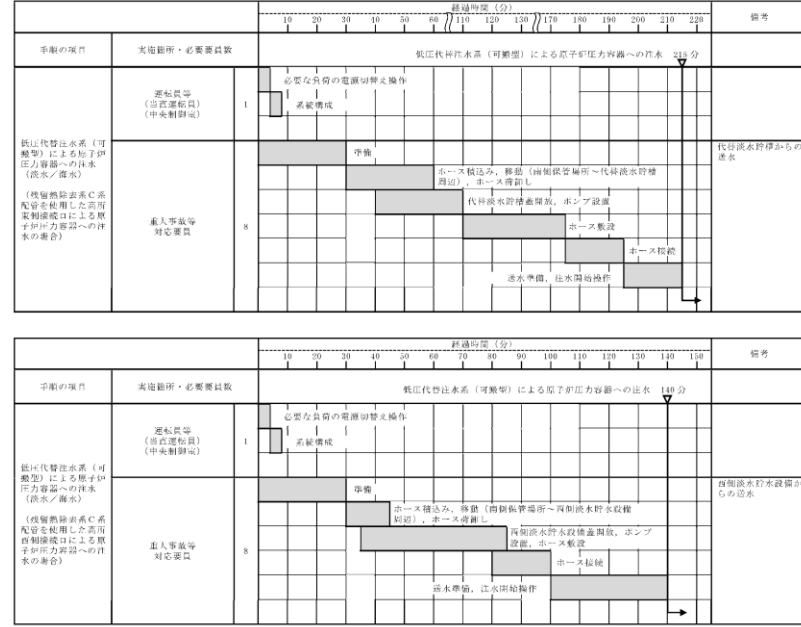 経過時間（分）
備考
10 20 30 40 50 60 110 160 170 180 190 200 210 220
手順の項目
実施箇所・必要要員数
低圧代替注水系（可搬型）による原子炉圧力容器への注水 215分
運転員等
（当直運転員）
（中央制御室）
1
必要な負荷の電源切替え操作
系統構成
低圧代替注水系（可
搬型）による原子炉
圧力容器への注水
（淡水／海水）
（残留熱除去系Ｃ系
配管を使用した高所
東側接続口による原
子炉圧力容器への注
水の場合）
重大事故等
対応要員
8
準備
ホース積込み，移動（南側保管場所～代替淡水貯槽
周辺），ホース荷卸し
代替淡水貯槽蓋開放，ポンプ設置
ホース敷設
ホース接続
送水準備，注水開始操作
代替淡水貯槽からの
送水
経過時間（分）
備考
10 20 30 40 50 60 70 80 90 100 110 120 130 140 150
手順の項目
実施箇所・必要要員数
低圧代替注水系（可搬型）による原子炉圧力容器への注水 140分
運転員等
（当直運転員）
（中央制御室）
1
必要な負荷の電源切替え操作
系統構成
低圧代替注水系（可
搬型）による原子炉
圧力容器への注水
（淡水／海水）
（残留熱除去系Ｃ系
配管を使用した高所
西側接続口による原
子炉圧力容器への注
水の場合）
重大事故等
対応要員
8
準備
ホース積込み，移動（南側保管場所～西側淡水貯水設備
周辺），ホース荷卸し
西側淡水貯水設備蓋開放，ポンプ
設置，ホース敷設
ホース接続
送水準備，注水開始操作
西側淡水貯水設備か
らの送水